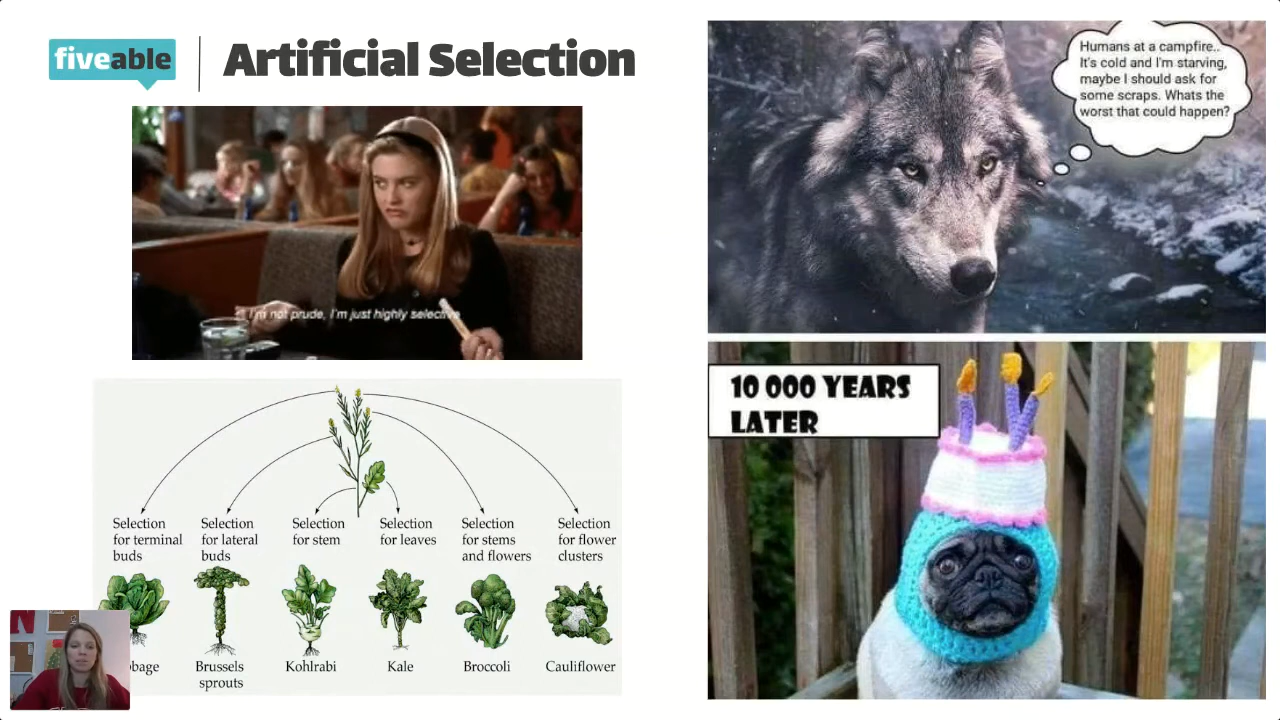 fiveable
Artificial Selection
I'm not prude, I'm just highly selective
Humans at a campfire..
It's cold and I'm starving,
maybe I should ask for
some scraps. Whats the
worst that could happen?
10 000 YEARS
LATER
Selection
for terminal
buds
Selection
for lateral
buds
Selection
for stem
Selection
for leaves
Selection
for stems
and flowers
Selection
for flower
clusters
bage
Brussels
sprouts
Kohlrabi
Kale
Broccoli
Cauliflower